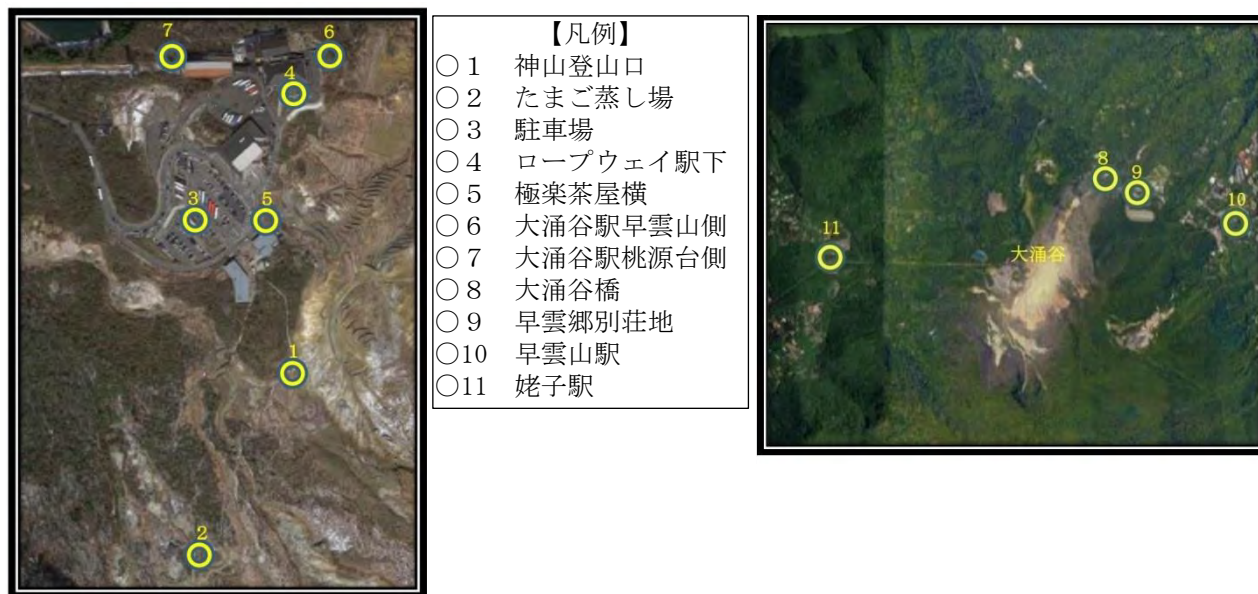 7
6
4
3
5
1
2
【凡例】
○１　神山登山口
○２　たまご蒸し場
○３　駐車場
○４　ロープウェイ駅下
○５　極楽茶屋横
○６　大涌谷駅早雲山側
○７　大涌谷駅桃源台側
○８　大涌谷橋
○９　早雲郷別荘地
○10　早雲山駅
○11　姥子駅
8
9
10
11
大涌谷